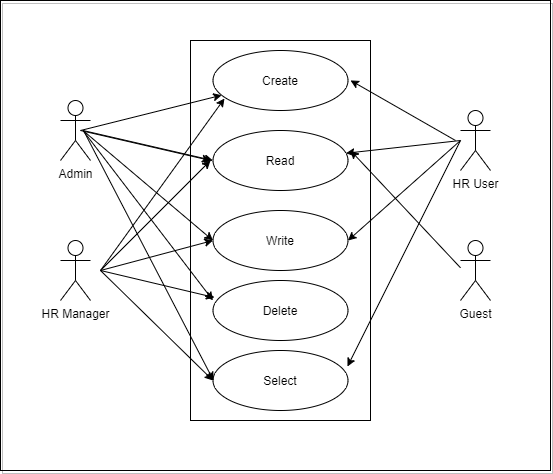 Create
Admin
Read
HR User
Write
HR Manager
Delete
Guest
Select